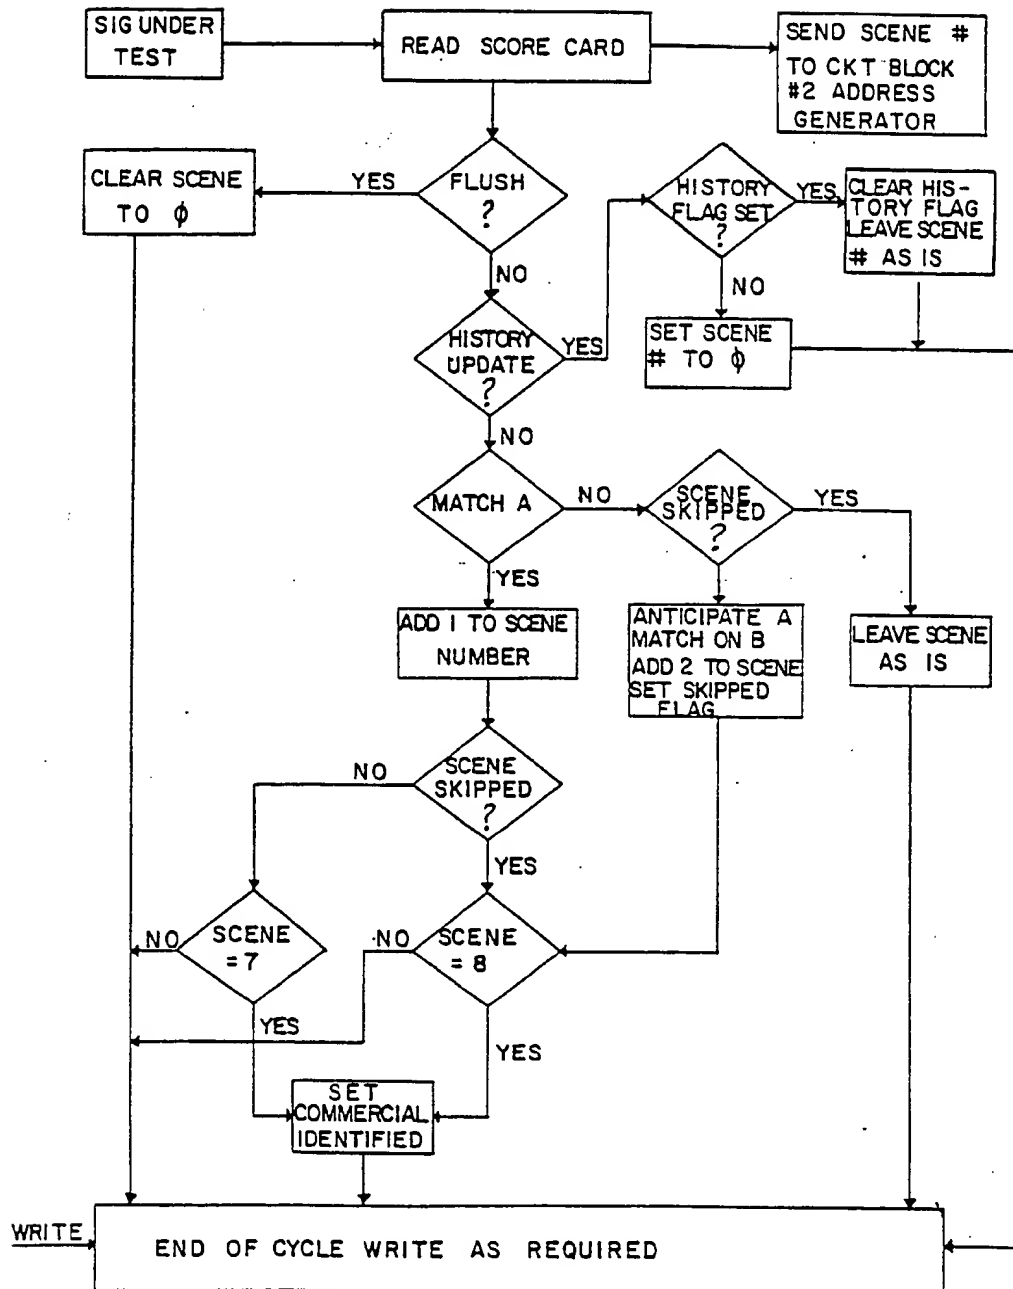 SIG UNDER
TEST
READ SCORE CARD
SEND SCENE #
TO CKT BLOCK
#2 ADDRESS
GENERATOR
CLEAR SCENE
TO ϕ
YES
FLUSH
?
NO
HISTORY
FLAG SET
?
YES
CLEAR HIS-
TORY FLAG
LEAVE SCENE
# AS IS
NO
SET SCENE
# TO ϕ
HISTORY
UPDATE
?
YES
NO
MATCH A
NO
SCENE
SKIPPED
?
YES
YES
ADD 1 TO SCENE
NUMBER
ANTICIPATE A
MATCH ON B
ADD 2 TO SCENE
SET SKIPPED
FLAG
LEAVE SCENE
AS IS
NO
SCENE
SKIPPED
?
YES
NO
SCENE
=7
NO
SCENE
=8
YES
YES
SET
COMMERCIAL
IDENTIFIED
WRITE
END OF CYCLE WRITE AS REQUIRED